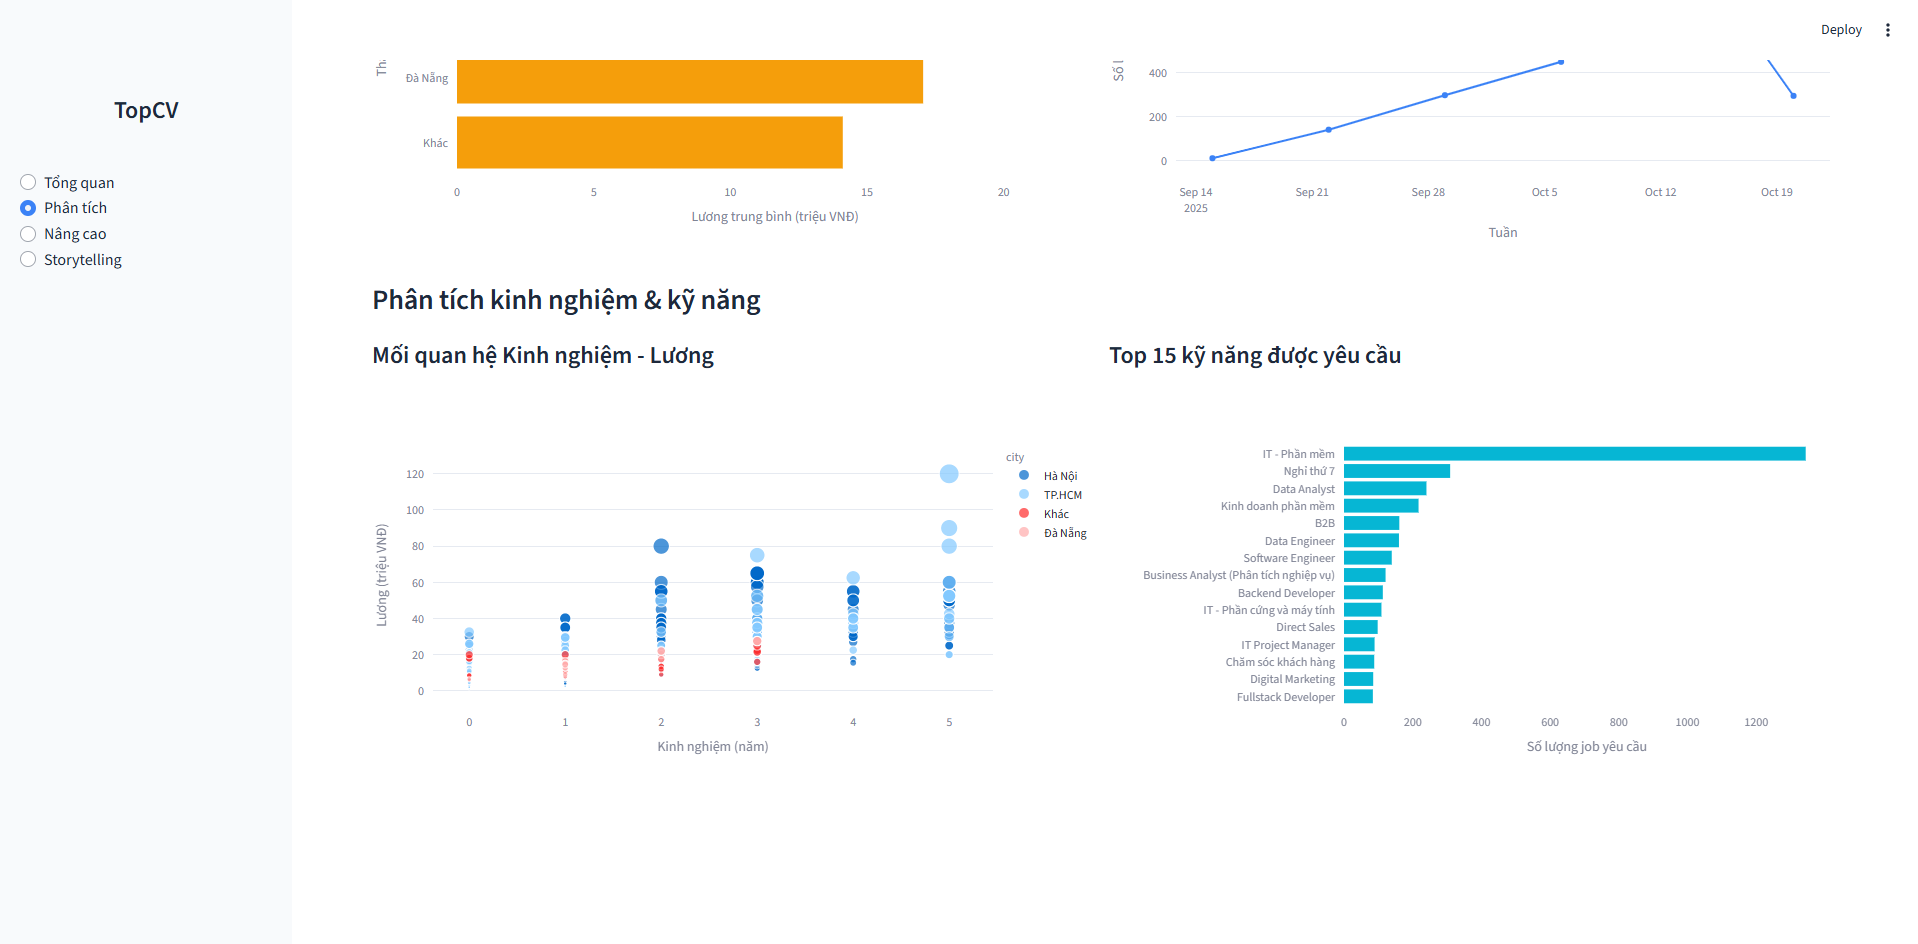 Deploy
TopCV
Tổng quan
Phân tích
Nâng cao
Storytelling
Đà Nẵng
Khác
0 5 10 15 20
Lương trung bình (triệu VNĐ)
400
200
0
Sep 14 Sep 21 Sep 28 Oct 5 Oct 12 Oct 19
2025
Tuần
Phân tích kinh nghiệm & kỹ năng
Mối quan hệ Kinh nghiệm - Lương
120
100
80
60
40
20
0
Lương (triệu VNĐ)
0 1 2 3 4 5
Kinh nghiệm (năm)
city
Hà Nội
TP.HCM
Khác
Đà Nẵng
Top 15 kỹ năng được yêu cầu
IT - Phần mềm
Nghỉ thứ 7
Data Analyst
Kinh doanh phần mềm
B2B
Data Engineer
Software Engineer
Business Analyst (Phân tích nghiệp vụ)
Backend Developer
IT - Phần cứng và máy tính
Direct Sales
IT Project Manager
Chăm sóc khách hàng
Digital Marketing
Fullstack Developer
0 200 400 600 800 1000 1200
Số lượng job yêu cầu